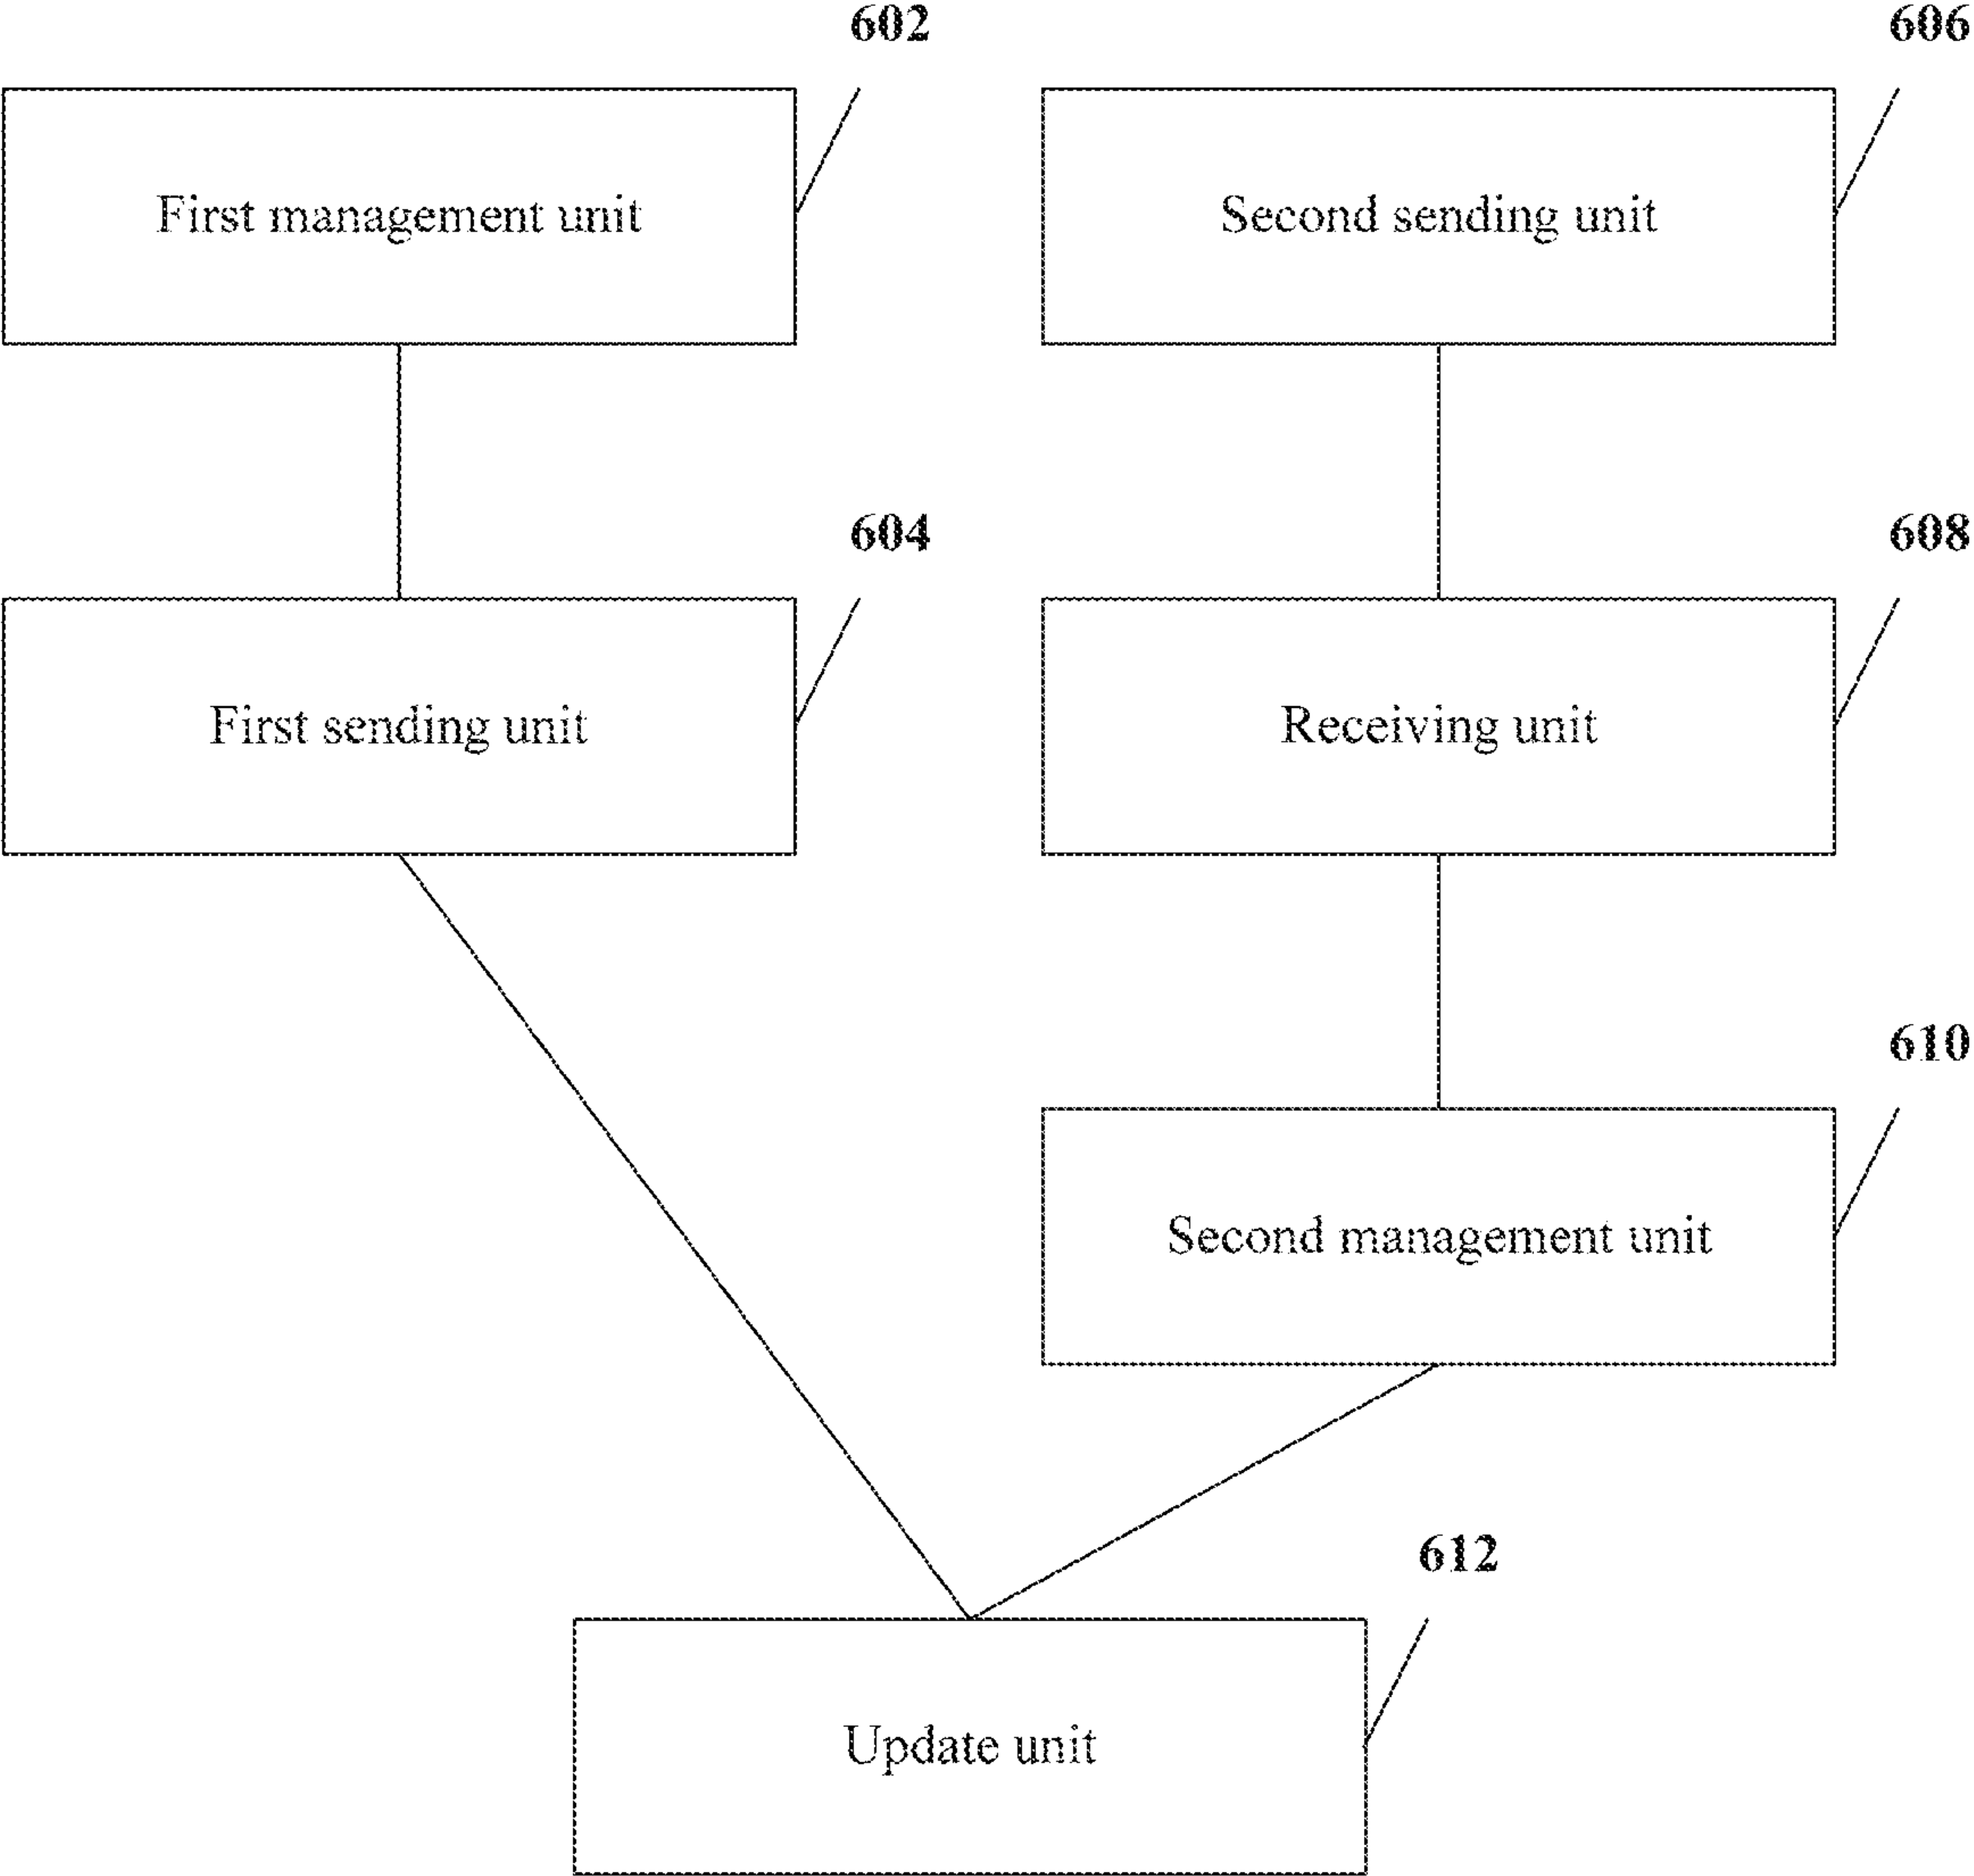 602
First management unit
604
First sending unit
606
Second sending unit
608
Receiving unit
610
Second management unit
612
Update unit